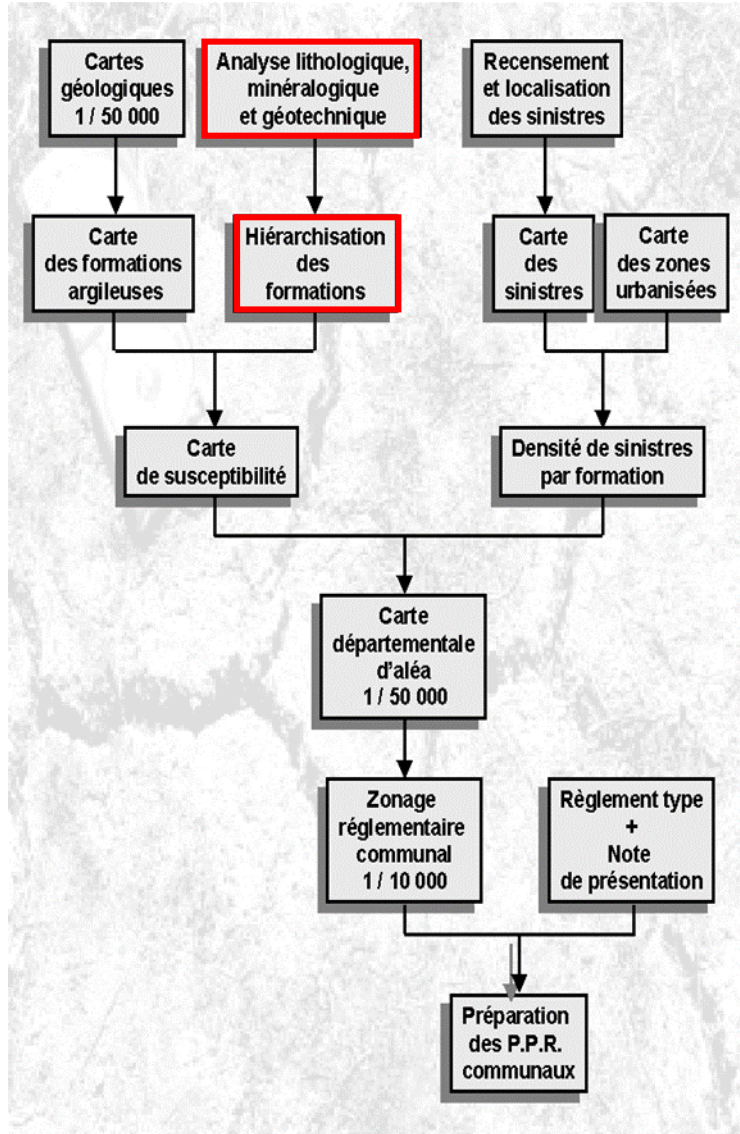 Cartes
géologiques
1 / 50 000
Analyse lithologique,
minéralogique
et géotechnique
Recensement
et localisation
des sinistres
Carte
des formations
argileuses
Hiérarchisation
des
formations
Carte
des
sinistres
Carte
des zones
urbanisées
Carte
de susceptibilité
Densité de sinistres
par formation
Carte
départementale
d'aléa
1 / 50 000
Zonage
réglementaire
communal
1 / 10 000
Règlement type
+
Note
de présentation
Préparation
des P.P.R.
communaux